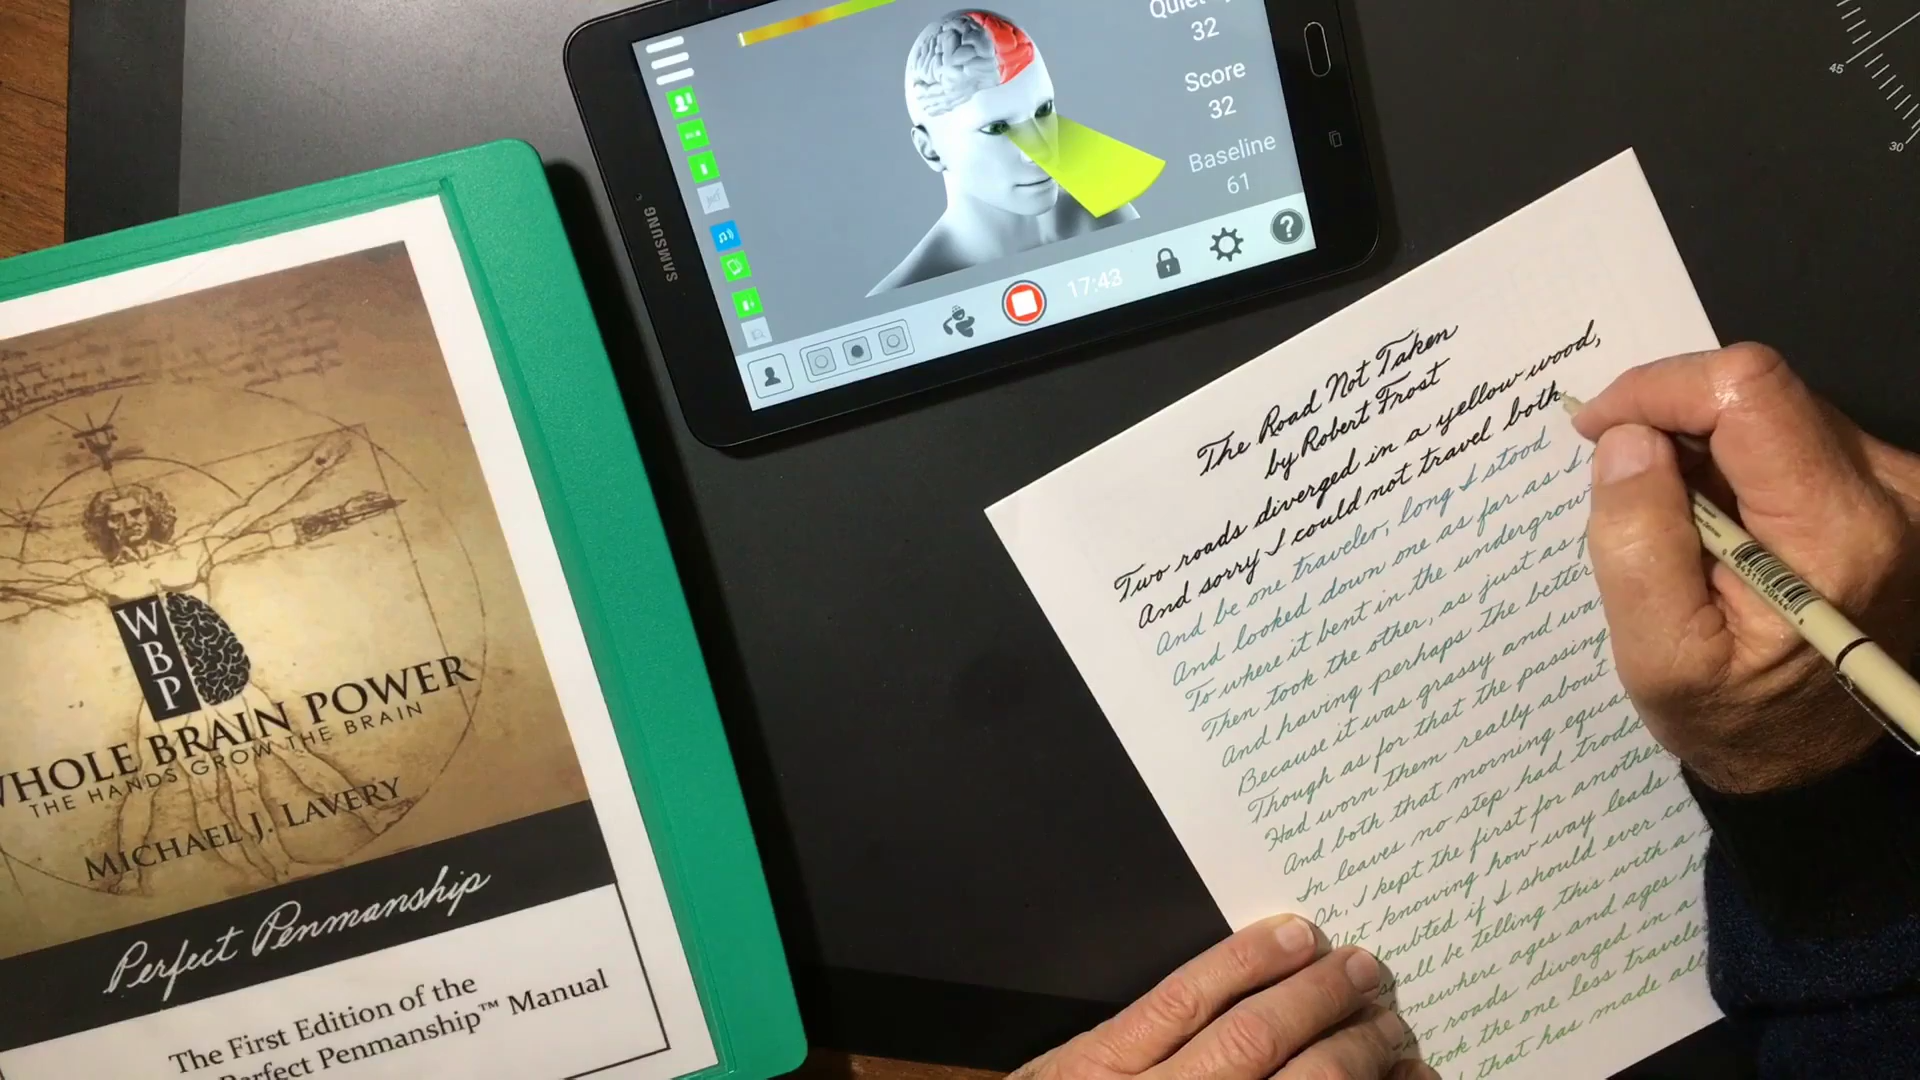 WBP
WHOLE BRAIN POWER
THE HANDS GROW THE BRAIN
MICHAEL J. LAVERY
Perfect Penmanship
The First Edition of the
Perfect Penmanship™ Manual
SAMSUNG
32
Score
32
Baseline
61
17:43
?
45
30
The Road Not Taken
by Robert Frost
Two roads diverged in a yellow wood,
And sorry I could not travel both
And be one traveler, long I stood
And looked down one as far as I
To where it bent in the undergrowt
Then took the other, as just as
And having perhaps the better
Because it was grassy and wa
Though as for that the passing
Had worn them really about
And both that morning equa
In leaves no step had trodd
Oh, I kept the first for another
Yet knowing how way leads
doubted if I should ever co
shall be telling this with a
omewhere ages and ages h
two roads diverged in a
took the one less travele
that has made all